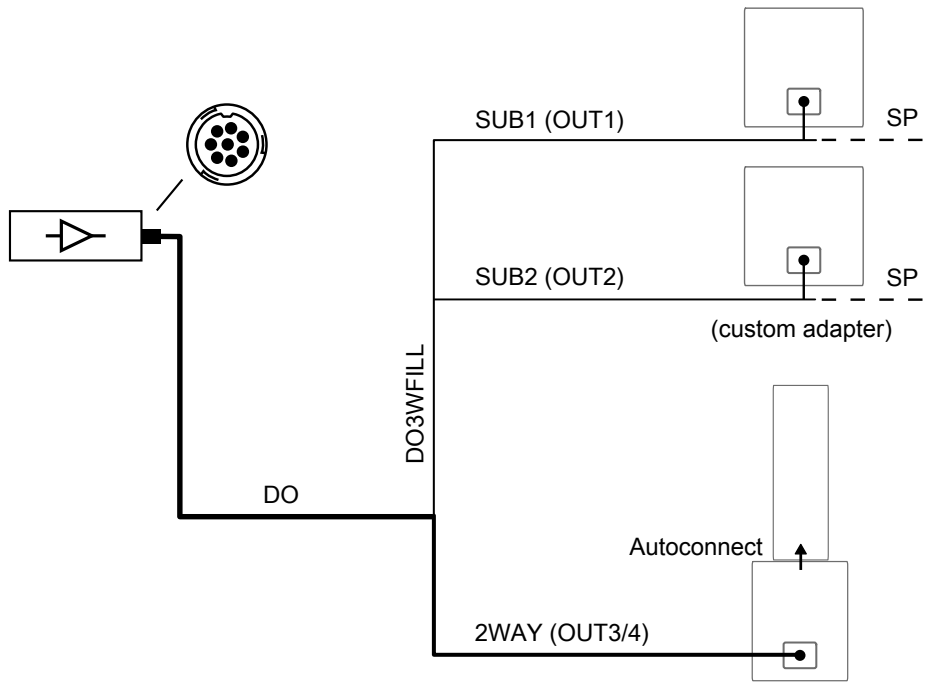 SUB1 (OUT1)
SP
SUB2 (OUT2)
SP
(custom adapter)
DO3WFILL
DO
Autoconnect
2WAY (OUT3/4)